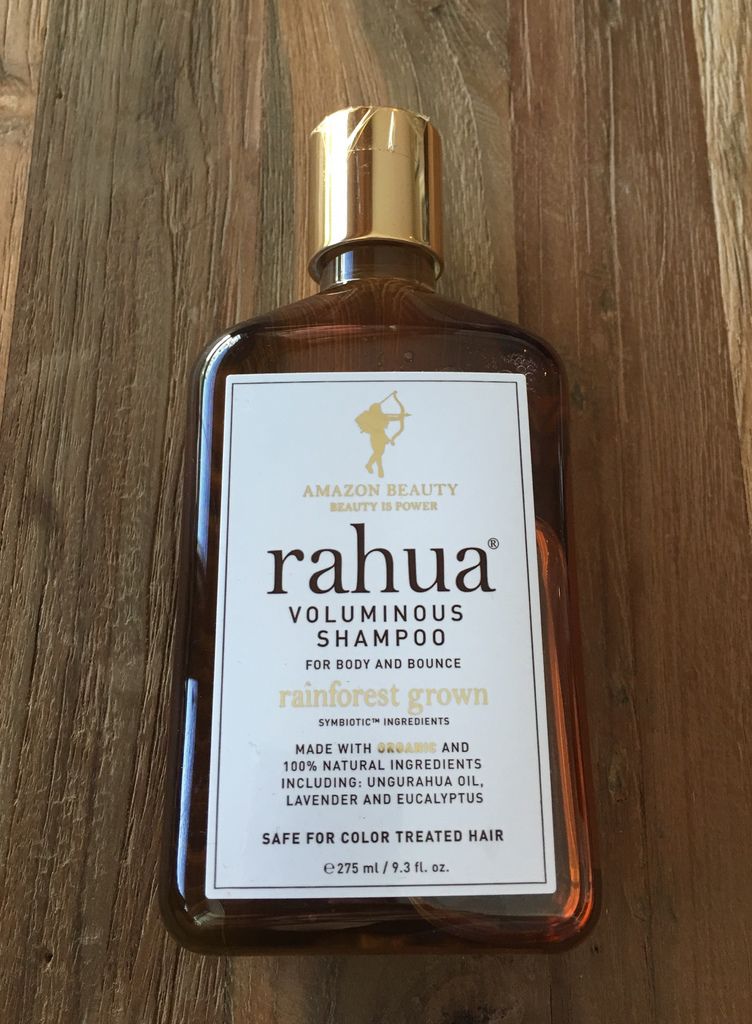 AMAZON BEAUTY
BEAUTY IS POWER
rahua®
VOLUMINOUS
SHAMPOO
FOR BODY AND BOUNCE
rainforest grown
SYMBIOTIC™ INGREDIENTS
MADE WITH ORGANIC AND
100% NATURAL INGREDIENTS
INCLUDING: UNGURAHUA OIL,
LAVENDER AND EUCALYPTUS
SAFE FOR COLOR TREATED HAIR
℮ 275 ml / 9.3 fl. oz.